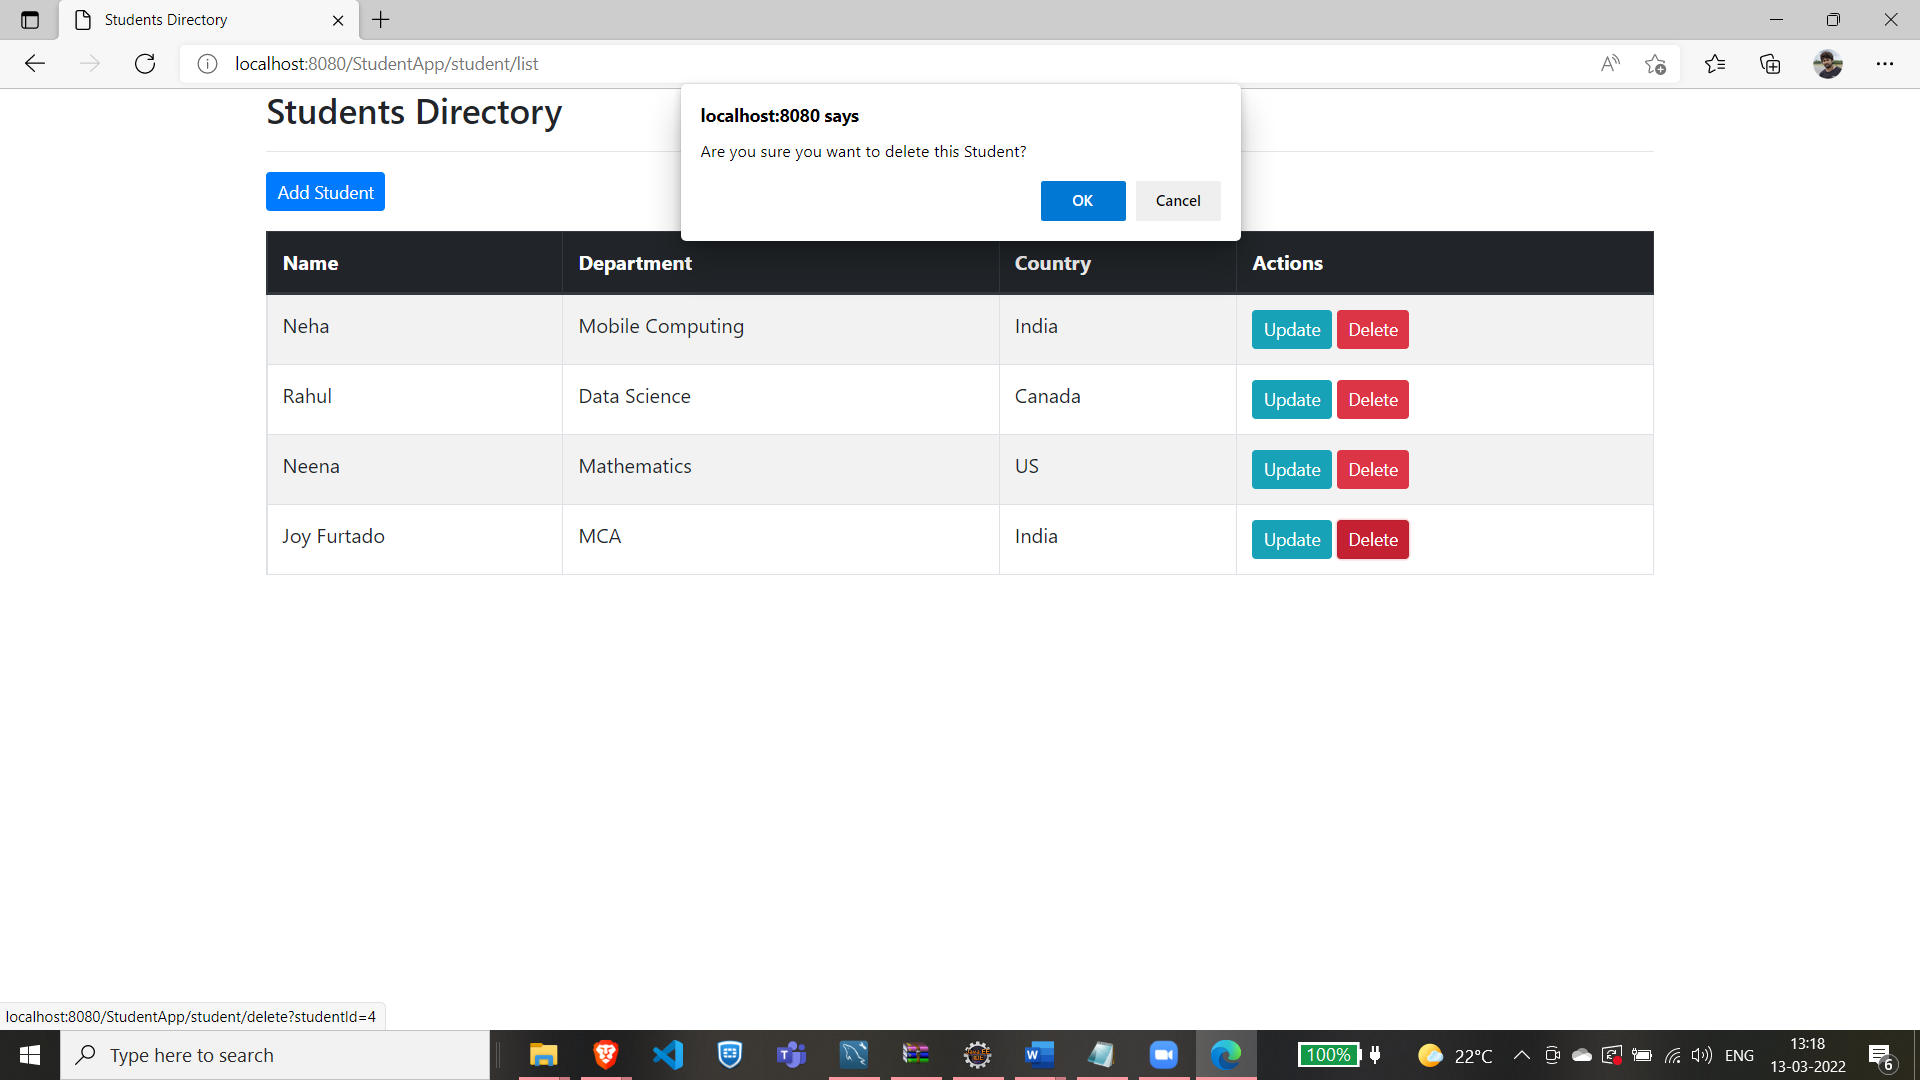 Students Directory
localhost:8080/StudentApp/student/list
Students Directory
localhost:8080 says
Are you sure you want to delete this Student?
OK Cancel
Add Student
Name Department Country Actions
Neha Mobile Computing India Update Delete
Rahul Data Science Canada Update Delete
Neena Mathematics US Update Delete
Joy Furtado MCA India Update Delete
localhost:8080/StudentApp/student/delete?studentId=4
Type here to search
100% 22°C ENG 13:18
13-03-2022 6